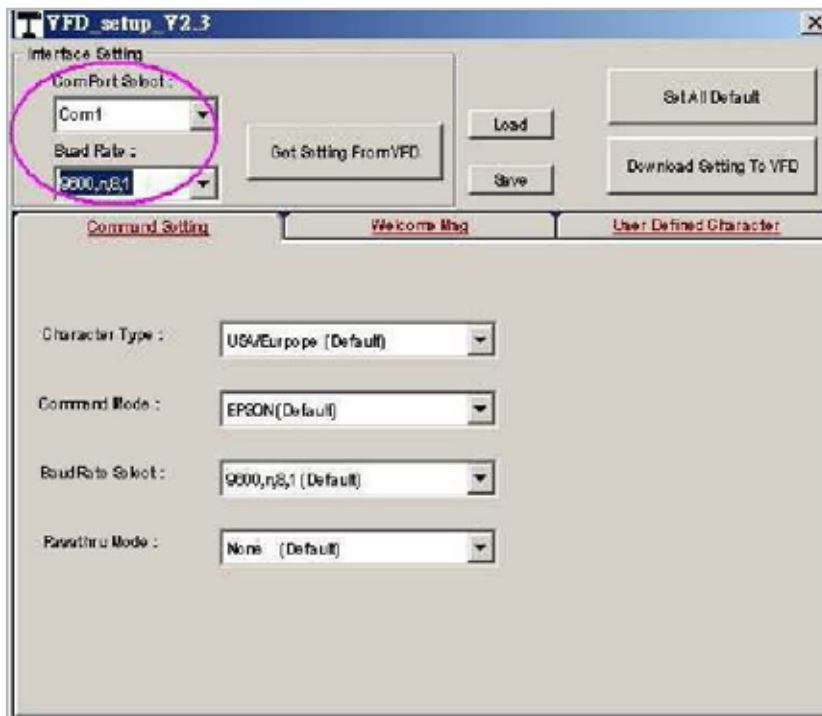 VFD_setup_V2.3
Interface Setting
ComPort Select :
Com1
Buad Rate :
9600,n,8,1
Get Setting From VFD
Load
Save
Set All Default
Download Setting To VFD
Command Setting
Welcome Msg
User Defined Character
Character Type :
USA/Eurpope (Default)
Command Mode :
EPSON(Default)
BaudRate Select :
9600,n,8,1 (Default)
Passthru Mode :
None (Default)